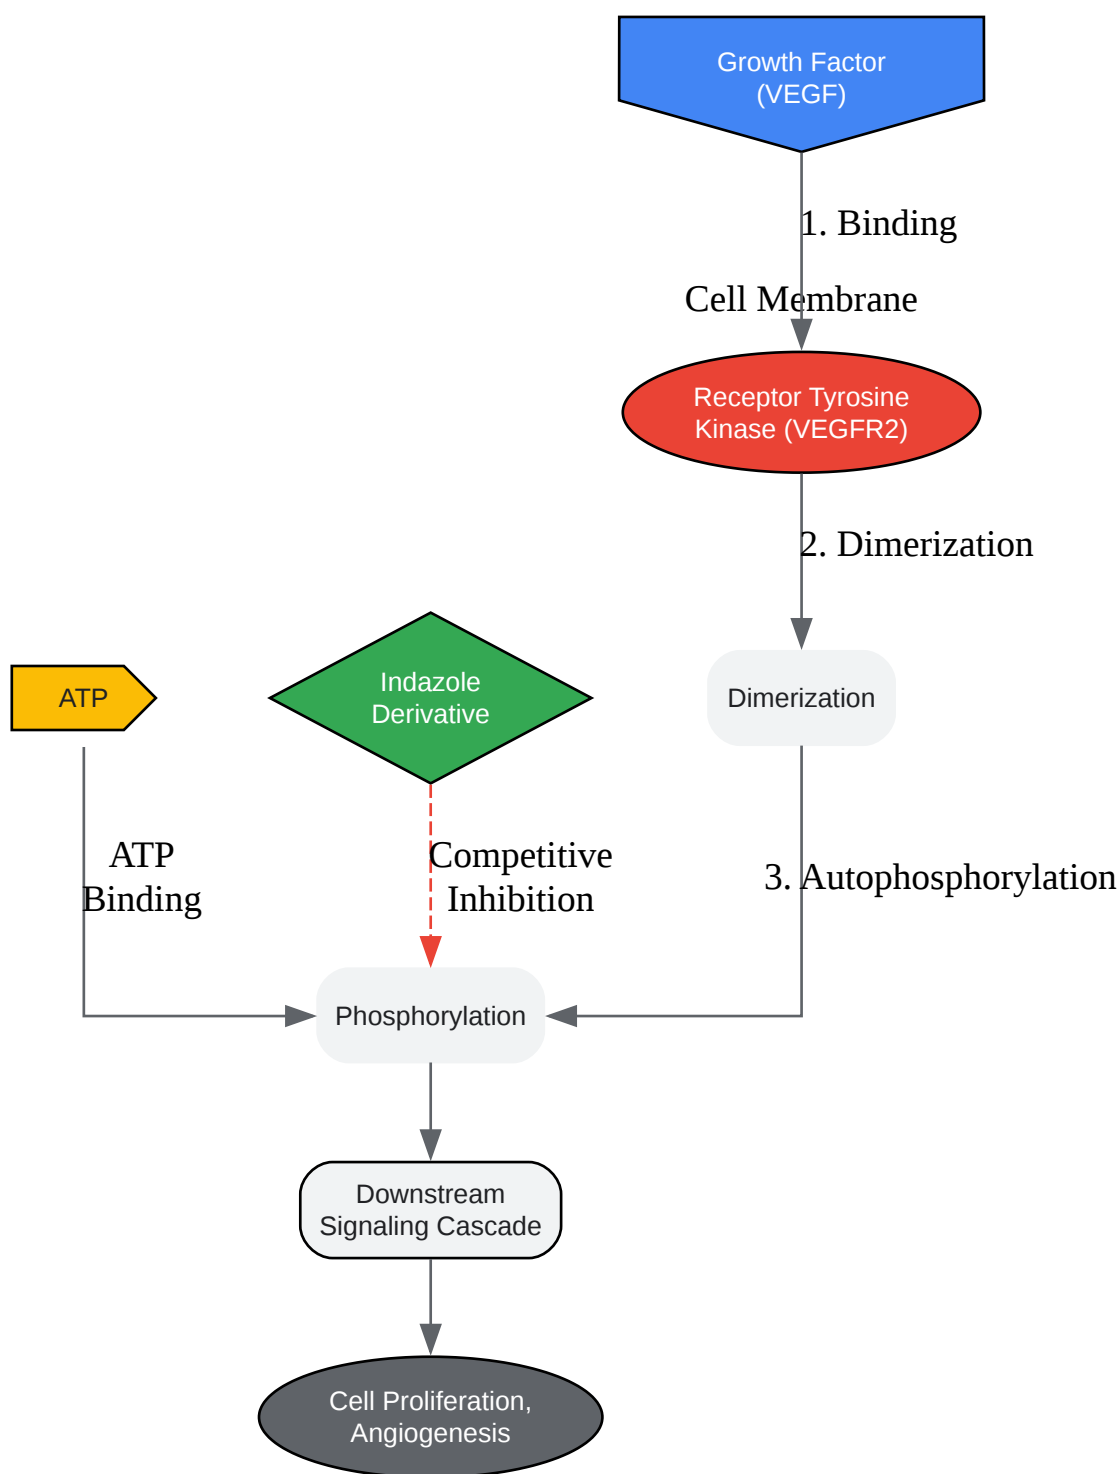 Growth Factor
(VEGF)
1. Binding
Cell Membrane
Receptor Tyrosine
Kinase (VEGFR2)
2. Dimerization
ATP
Indazole
Derivative
Dimerization
ATP
Binding
Competitive
Inhibition
3. Autophosphorylation
Phosphorylation
Downstream
Signaling Cascade
Cell Proliferation,
Angiogenesis